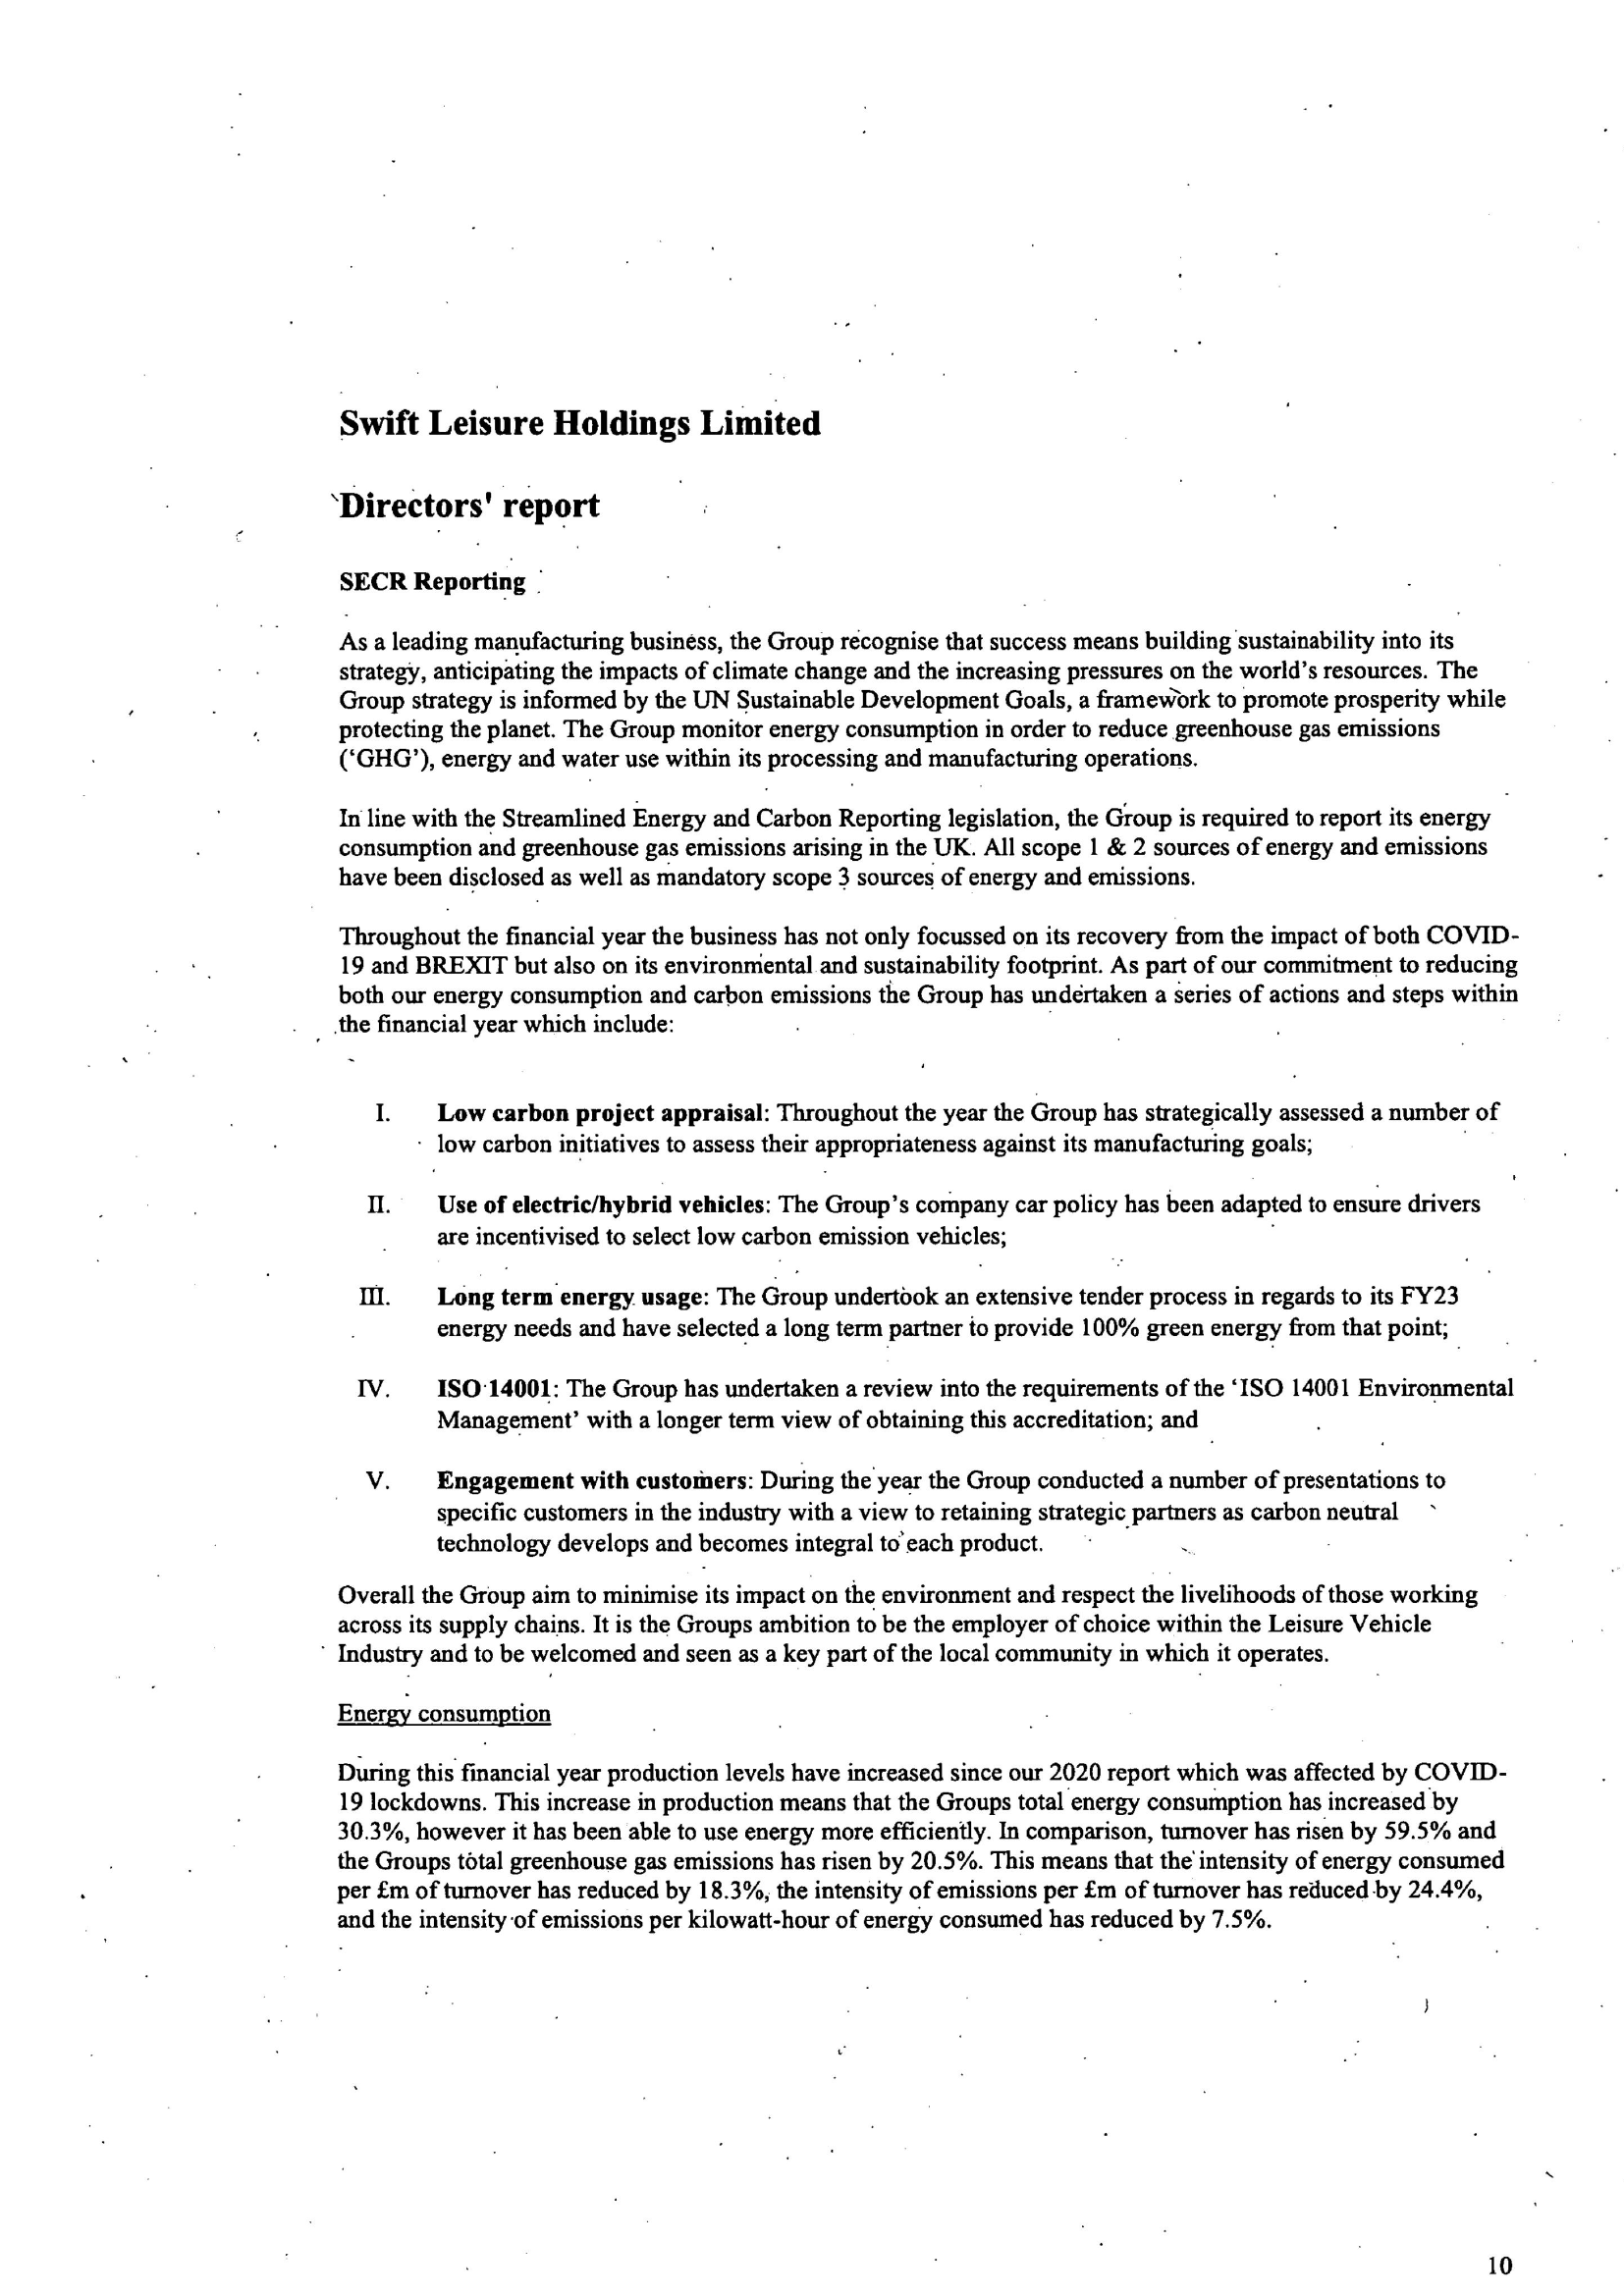 Swift Leisure Holdings Limited
Directors' report
SECR Reporting
As a leading manufacturing business, the Group recognise that success means building sustainability into its
strategy, anticipating the impacts of climate change and the increasing pressures on the world's resources. The
Group strategy is informed by the UN Sustainable Development Goals, a framework to promote prosperity while
protecting the planet. The Group monitor energy consumption in order to reduce greenhouse gas emissions
('GHG'), energy and water use within its processing and manufacturing operations.
In line with the Streamlined Energy and Carbon Reporting legislation, the Group is required to report its energy
consumption and greenhouse gas emissions arising in the UK. All scope 1 & 2 sources of energy and emissions
have been disclosed as well as mandatory scope 3 sources of energy and emissions.
Throughout the financial year the business has not only focussed on its recovery from the impact of both COVID-
19 and BREXIT but also on its environmental and sustainability footprint. As part of our commitment to reducing
both our energy consumption and carbon emissions the Group has undertaken a series of actions and steps within
the financial year which include:
I. Low carbon project appraisal: Throughout the year the Group has strategically assessed a number of
low carbon initiatives to assess their appropriateness against its manufacturing goals;
II. Use of electric/hybrid vehicles: The Group's company car policy has been adapted to ensure drivers
are incentivised to select low carbon emission vehicles;
III. Long term energy usage: The Group undertook an extensive tender process in regards to its FY23
energy needs and have selected a long term partner to provide 100% green energy from that point;
IV. ISO 14001: The Group has undertaken a review into the requirements of the 'ISO 14001 Environmental
Management' with a longer term view of obtaining this accreditation; and
V. Engagement with customers: During the year the Group conducted a number of presentations to
specific customers in the industry with a view to retaining strategic partners as carbon neutral
technology develops and becomes integral to each product.
Overall the Group aim to minimise its impact on the environment and respect the livelihoods of those working
across its supply chains. It is the Groups ambition to be the employer of choice within the Leisure Vehicle
Industry and to be welcomed and seen as a key part of the local community in which it operates.
Energy consumption
During this financial year production levels have increased since our 2020 report which was affected by COVID-
19 lockdowns. This increase in production means that the Groups total energy consumption has increased by
30.3%, however it has been able to use energy more efficiently. In comparison, turnover has risen by 59.5% and
the Groups total greenhouse gas emissions has risen by 20.5%. This means that the intensity of energy consumed
per £m of turnover has reduced by 18.3%, the intensity of emissions per £m of turnover has reduced by 24.4%,
and the intensity of emissions per kilowatt-hour of energy consumed has reduced by 7.5%.
10